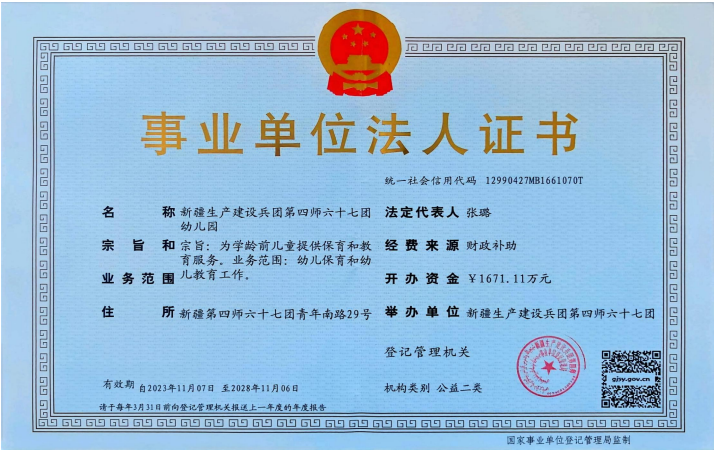 事业单位法人证书
统一社会信用代码 12990427MB1661070T
名称 新疆生产建设兵团第四师六十七团
幼儿园
法定代表人 张璐
宗旨和 宗旨：为学龄前儿童提供保育和教
育服务。业务范围：幼儿保育和幼
业务范围 儿教育工作。
经费来源 财政补助
开办资金 ￥1671.11万元
住所 新疆第四师六十七团青年南路29号
举办单位 新疆生产建设兵团第四师六十七团
登记管理机关
有效期 自2023年11月07日 至2028年11月06日
机构类别 公益二类
gjsy.gov.cn
请于每年3月31日前向登记管理机关报送上一年度的年度报告
国家事业单位登记管理局监制